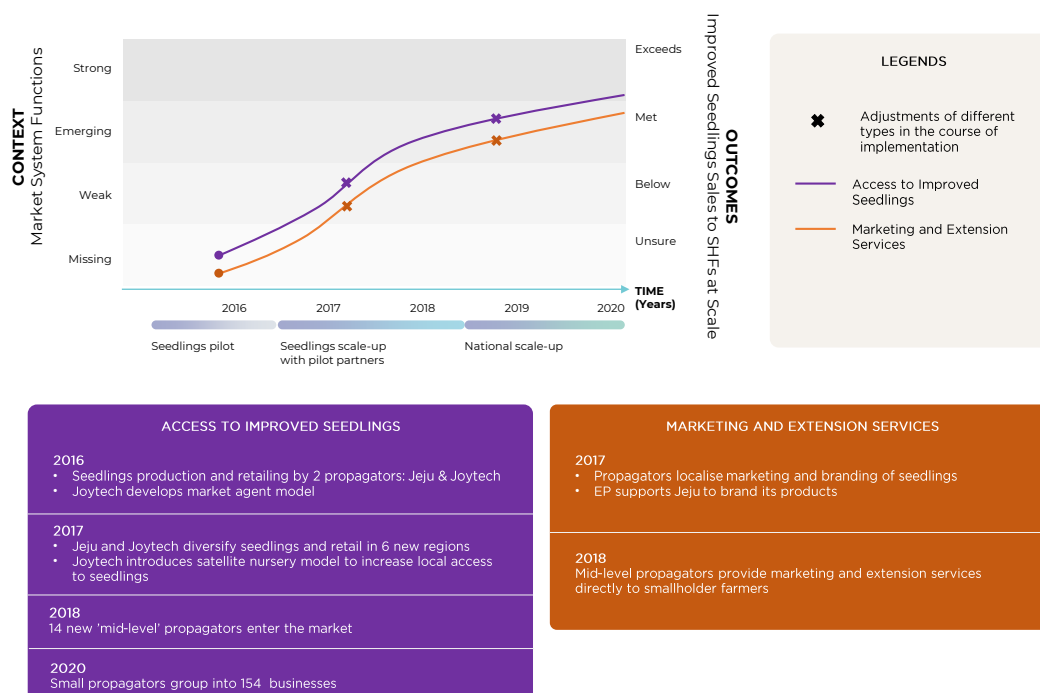 CONTEXT
Market System Functions
Strong
Emerging
Weak
Missing
Exceeds
Met
Below
Unsure
OUTCOMES
Improved Seedlings Sales to SHFs at Scale
TIME
(Years)
2016
2017
2018
2019
2020
Seedlings pilot
Seedlings scale-up
with pilot partners
National scale-up
LEGENDS
Adjustments of different
types in the course of
implementation
Access to Improved
Seedlings
Marketing and Extension
Services
ACCESS TO IMPROVED SEEDLINGS
2016
• Seedlings production and retailing by 2 propagators: Jeju & Joytech
• Joytech develops market agent model
2017
• Jeju and Joytech diversify seedlings and retail in 6 new regions
• Joytech introduces satellite nursery model to increase local access
to seedlings
2018
14 new 'mid-level' propagators enter the market
2020
Small propagators group into 154 businesses
MARKETING AND EXTENSION SERVICES
2017
• Propagators localise marketing and branding of seedlings
• EP supports Jeju to brand its products
2018
Mid-level propagators provide marketing and extension services
directly to smallholder farmers